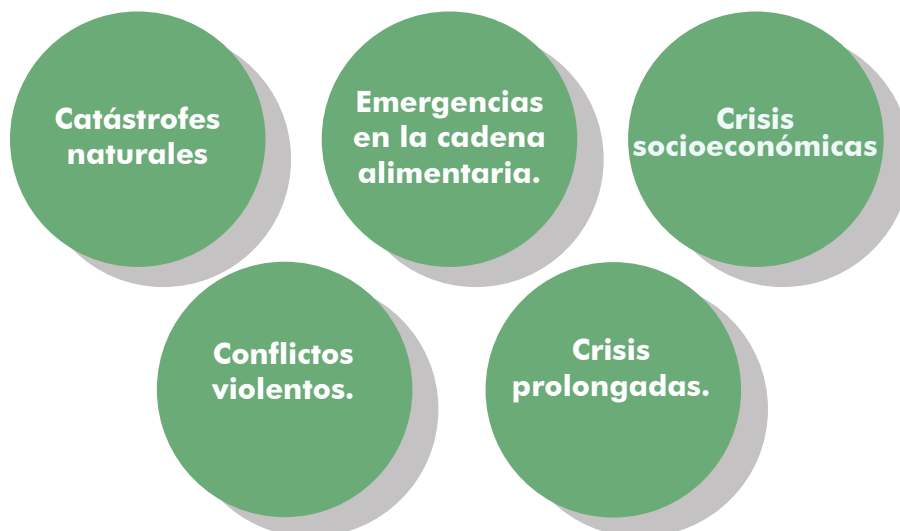 Catástrofes
naturales
Emergencias
en la cadena
alimentaria.
Crisis
socioeconómicas
Conflictos
violentos.
Crisis
prolongadas.